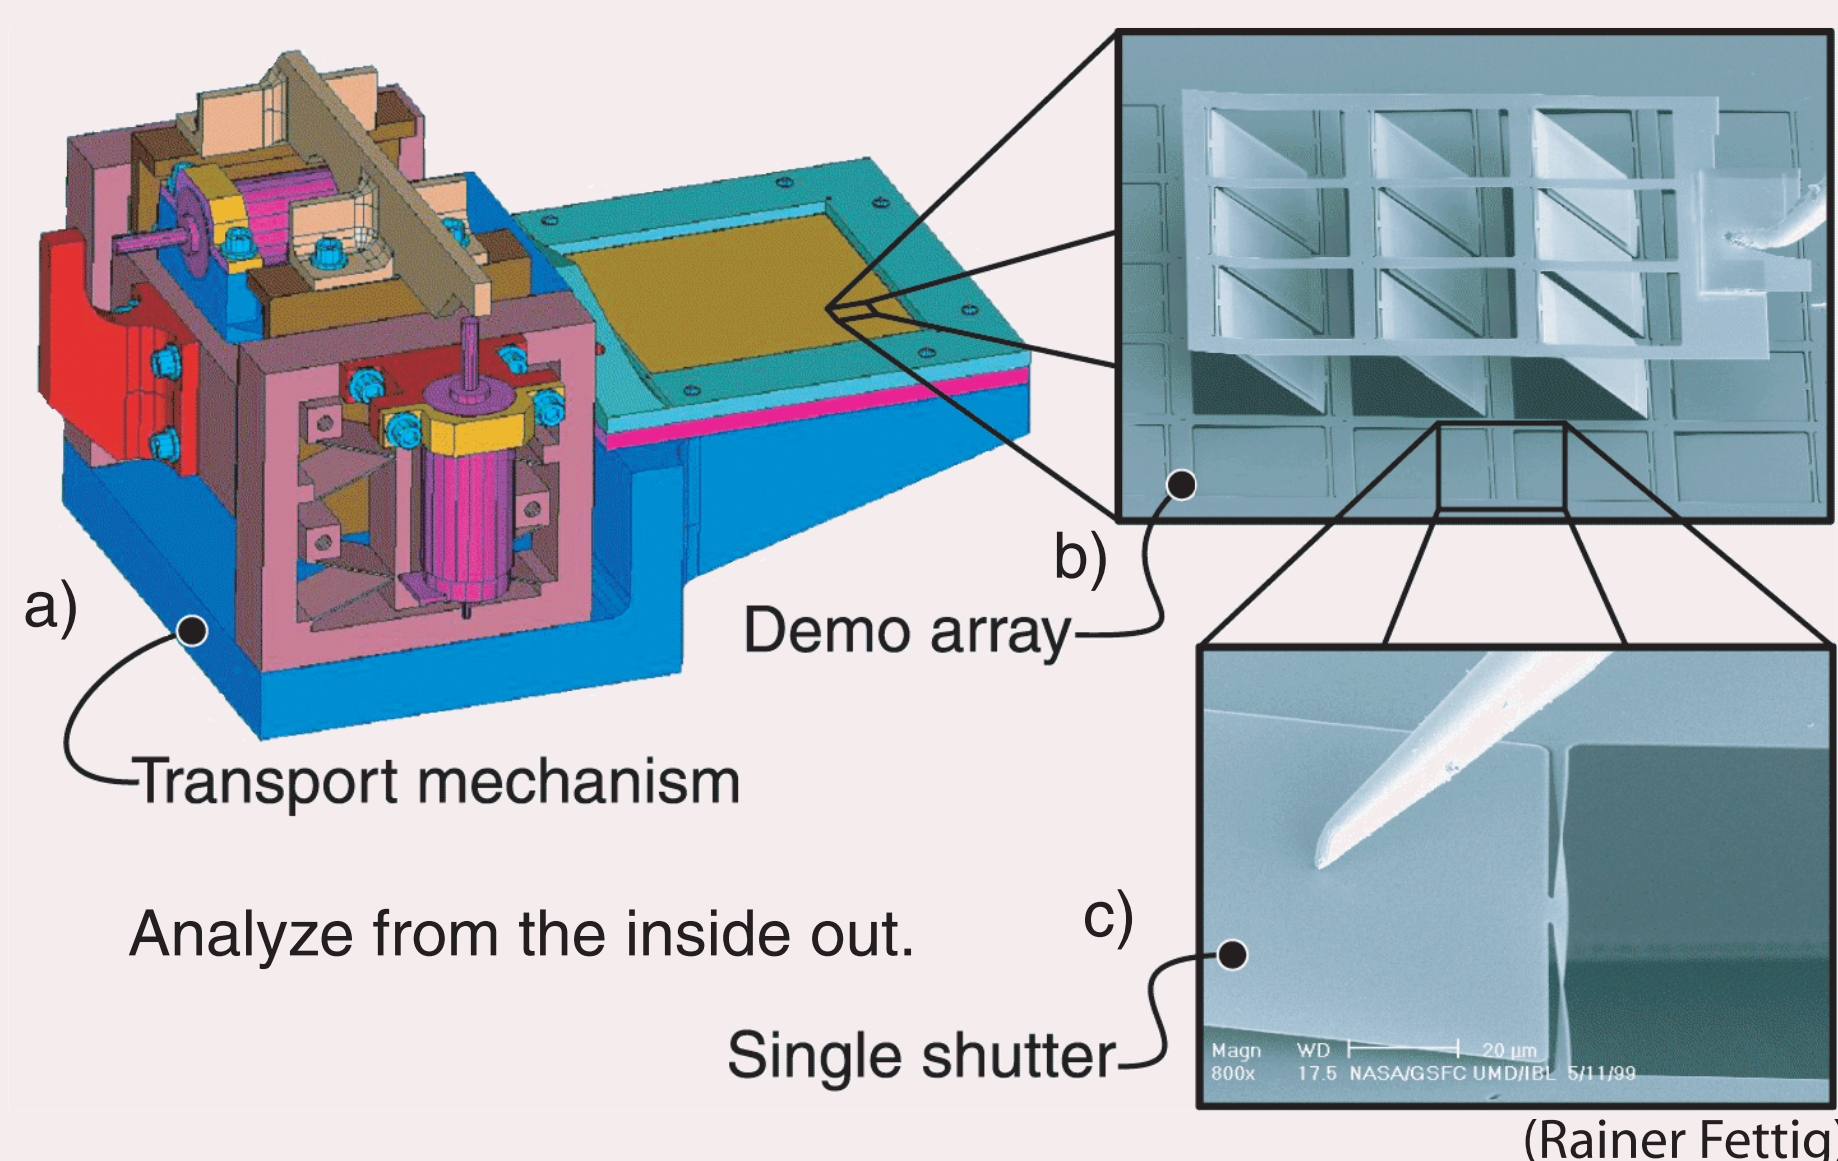 a)
b)
Demo array
Transport mechanism
Analyze from the inside out.
c)
Single shutter
Magn WD 20 µm
800x 17.5 NASA/GSFC UMD/IBL 5/11/99
(Rainer Fettig)